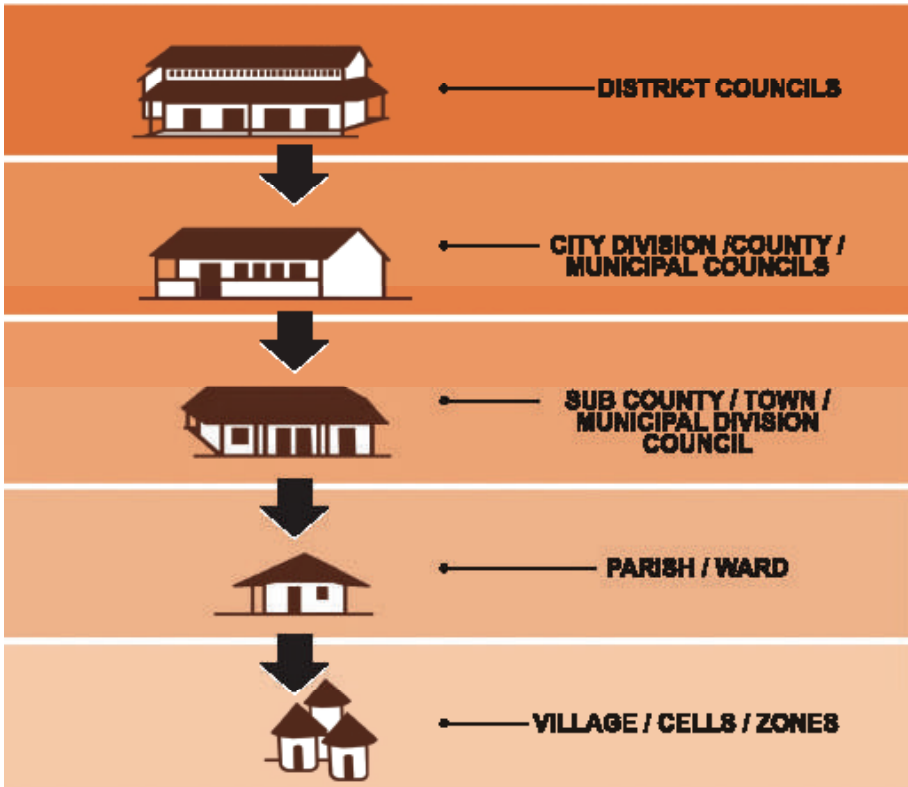 DISTRICT COUNCILS
CITY DIVISION /COUNTY /
MUNICIPAL COUNCILS
SUB COUNTY / TOWN /
MUNICIPAL DIVISION
COUNCIL
PARISH / WARD
VILLAGE / CELLS / ZONES